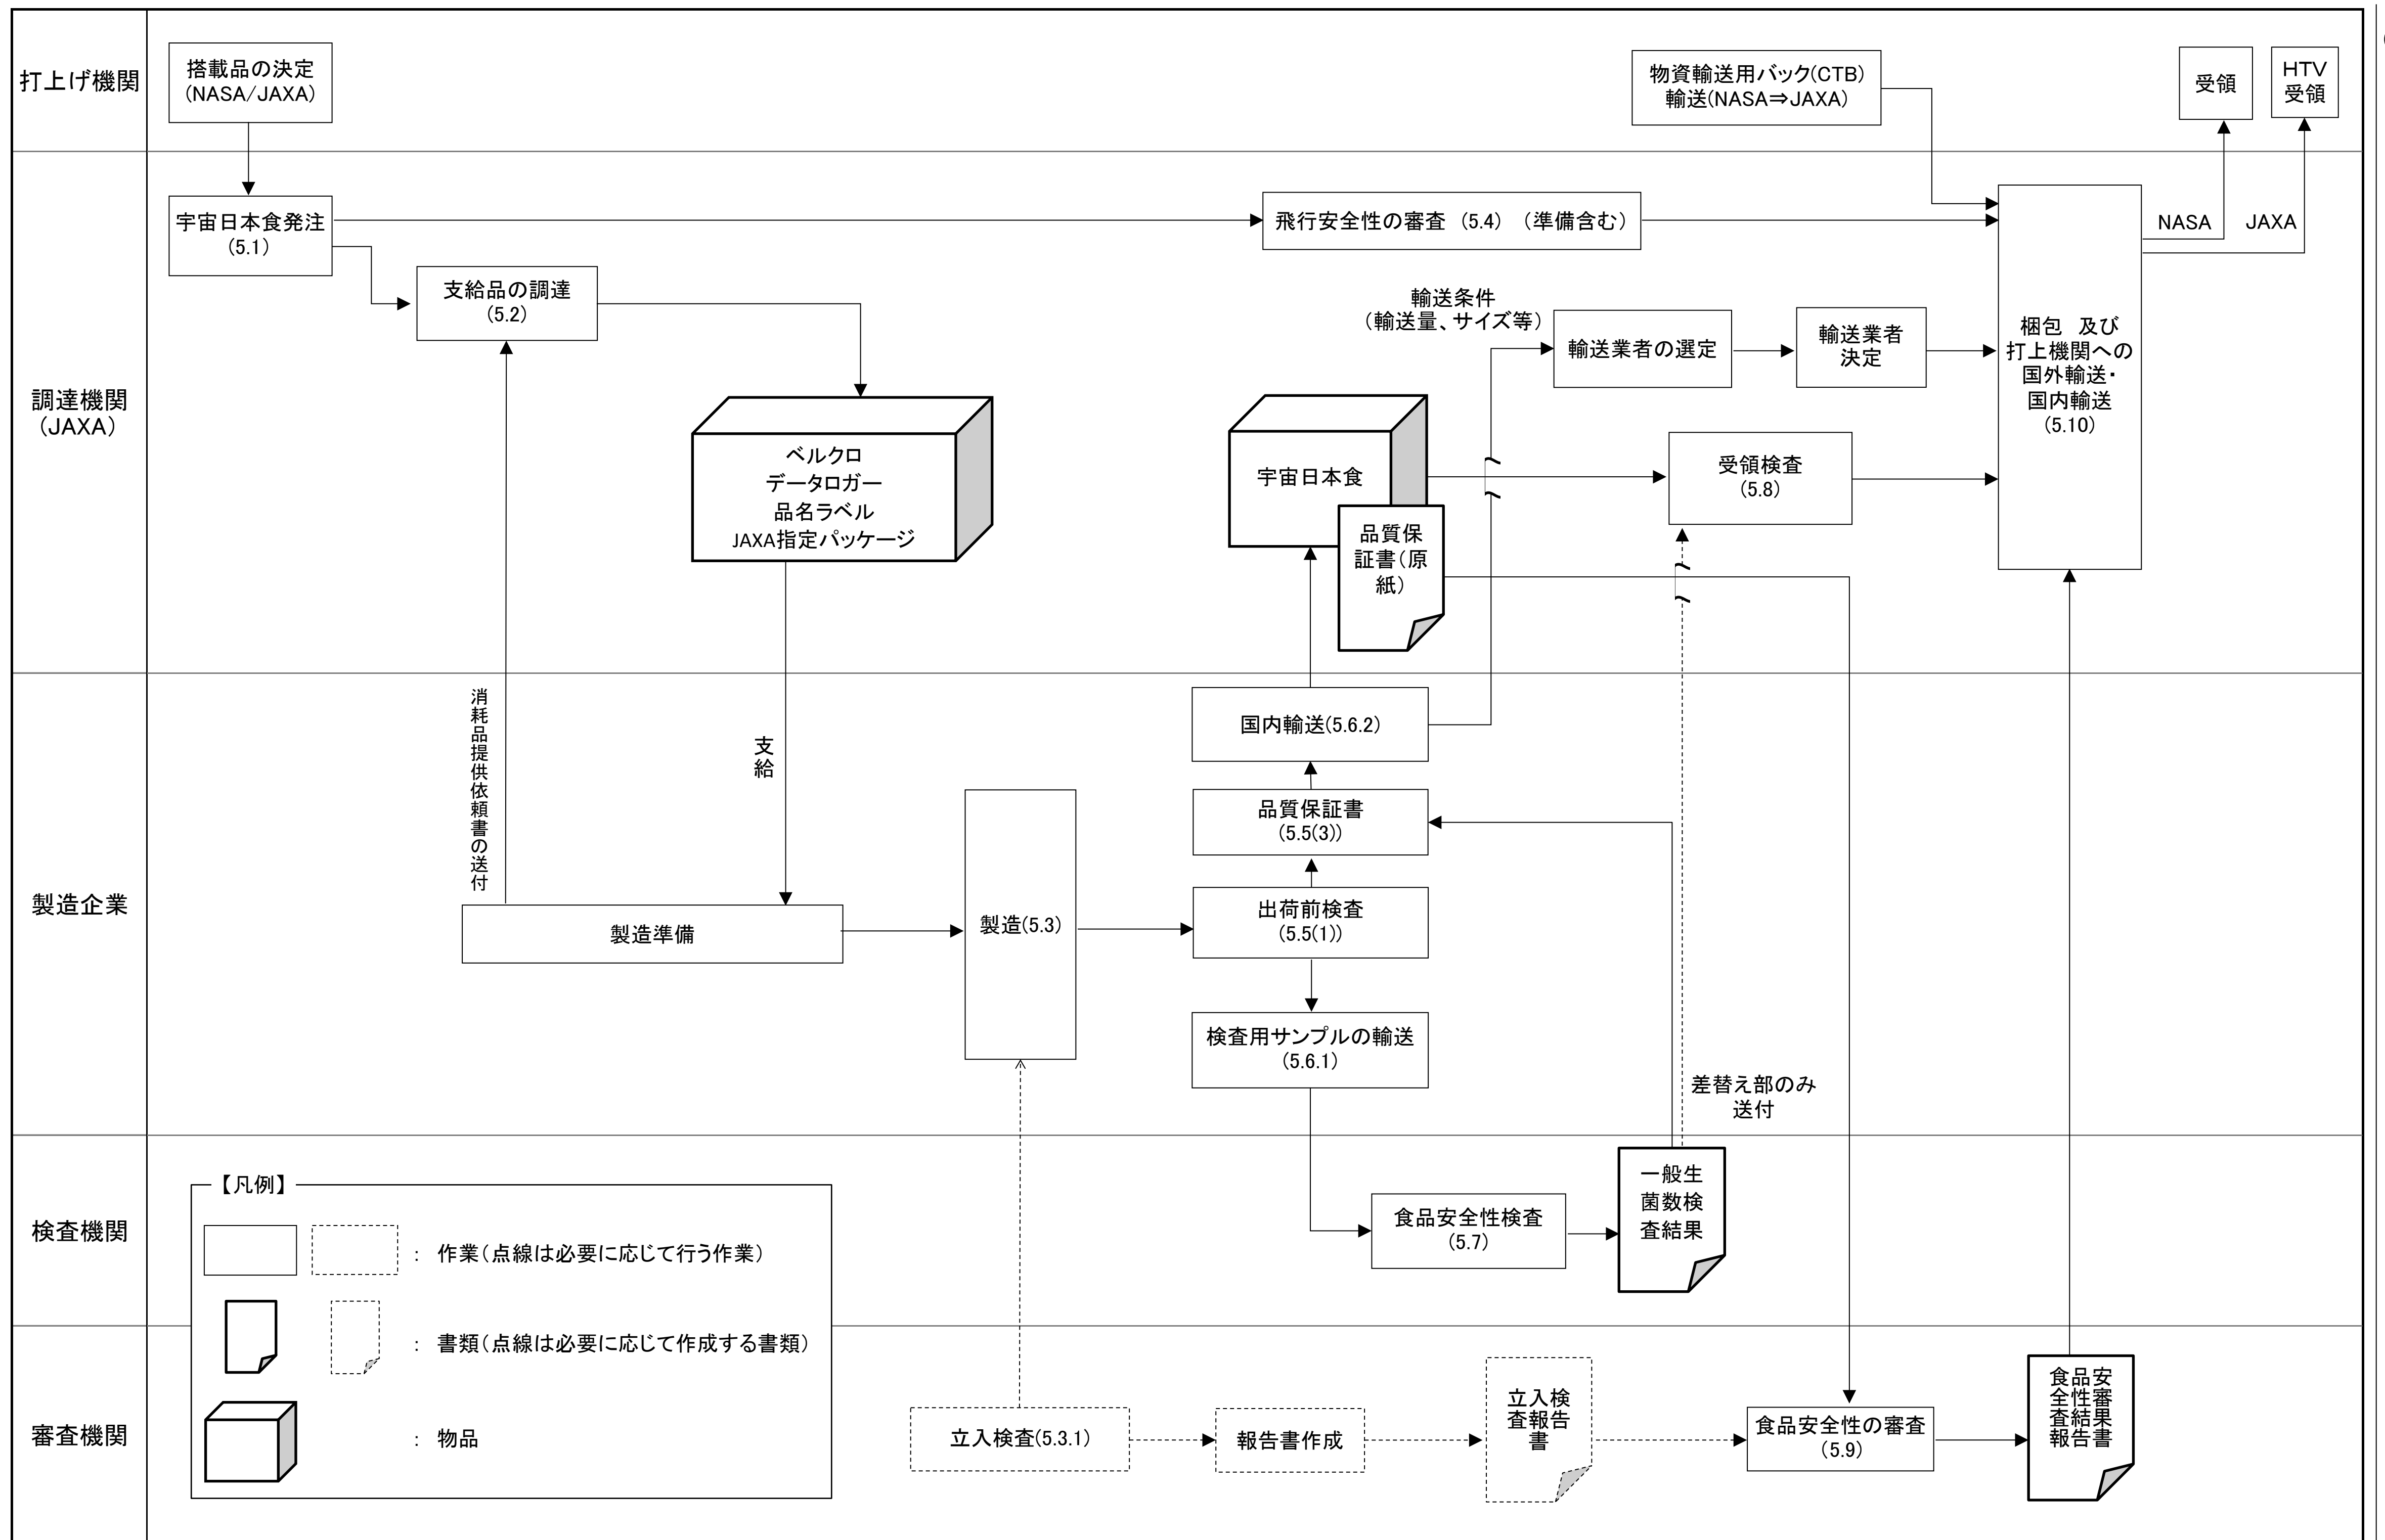 打上げ機関
搭載品の決定
(NASA/JAXA)
物資輸送用バック(CTB)
輸送(NASA⇒JAXA)
受領
HTV
受領
調達機関
(JAXA)
宇宙日本食発注
(5.1)
飛行安全性の審査 (5.4) (準備含む)
NASA
JAXA
支給品の調達
(5.2)
輸送条件
(輸送量、サイズ等)
輸送業者の選定
輸送業者
決定
梱包 及び
打上機関への
国外輸送・
国内輸送
(5.10)
ベルクロ
データロガー
品名ラベル
JAXA指定パッケージ
宇宙日本食
品質保
証書(原
紙)
受領検査
(5.8)
製造企業
消耗品提供依頼書の送付
支給
国内輸送(5.6.2)
品質保証書
(5.5(3))
製造準備
製造(5.3)
出荷前検査
(5.5(1))
検査用サンプルの輸送
(5.6.1)
差替え部のみ
送付
検査機関
食品安全性検査
(5.7)
一般生
菌数検
査結果
【凡例】
: 作業(点線は必要に応じて行う作業)
: 書類(点線は必要に応じて作成する書類)
: 物品
審査機関
立入検査(5.3.1)
報告書作成
立入検
査報告
書
食品安全性の審査
(5.9)
食品安
全性審
査結果
報告書